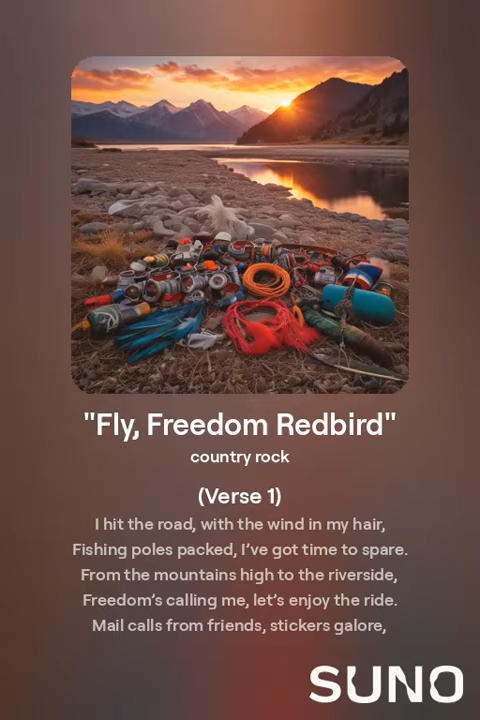 "Fly, Freedom Redbird"
country rock
(Verse 1)
I hit the road, with the wind in my hair,
Fishing poles packed, I’ve got time to spare.
From the mountains high to the riverside,
Freedom’s calling me, let’s enjoy the ride.
Mail calls from friends, stickers galore,
SUNO